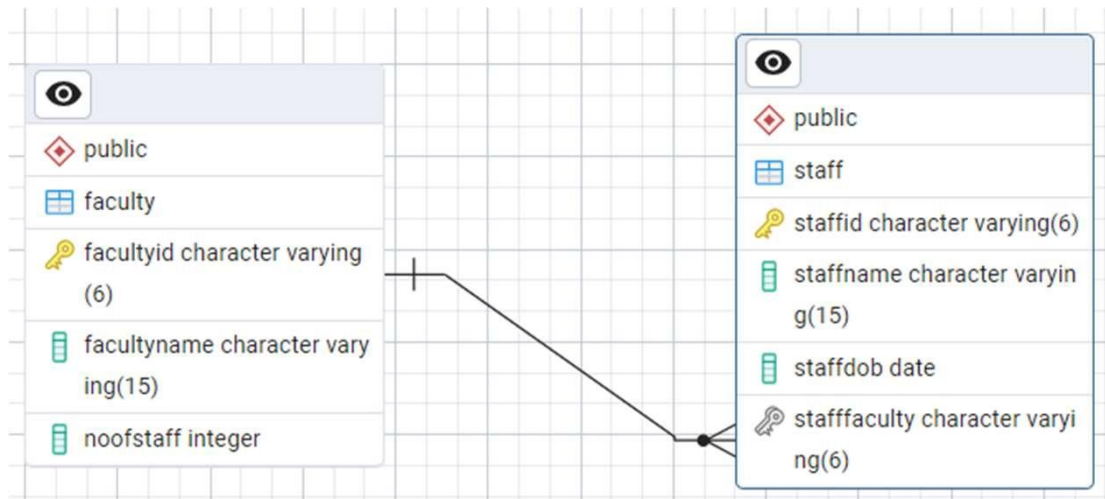 public
faculty
facultyid character varying
(6)
facultyname character vary
ing(15)
noofstaff integer
public
staff
staffid character varying(6)
staffname character varyin
g(15)
staffdob date
stafffaculty character varyi
ng(6)